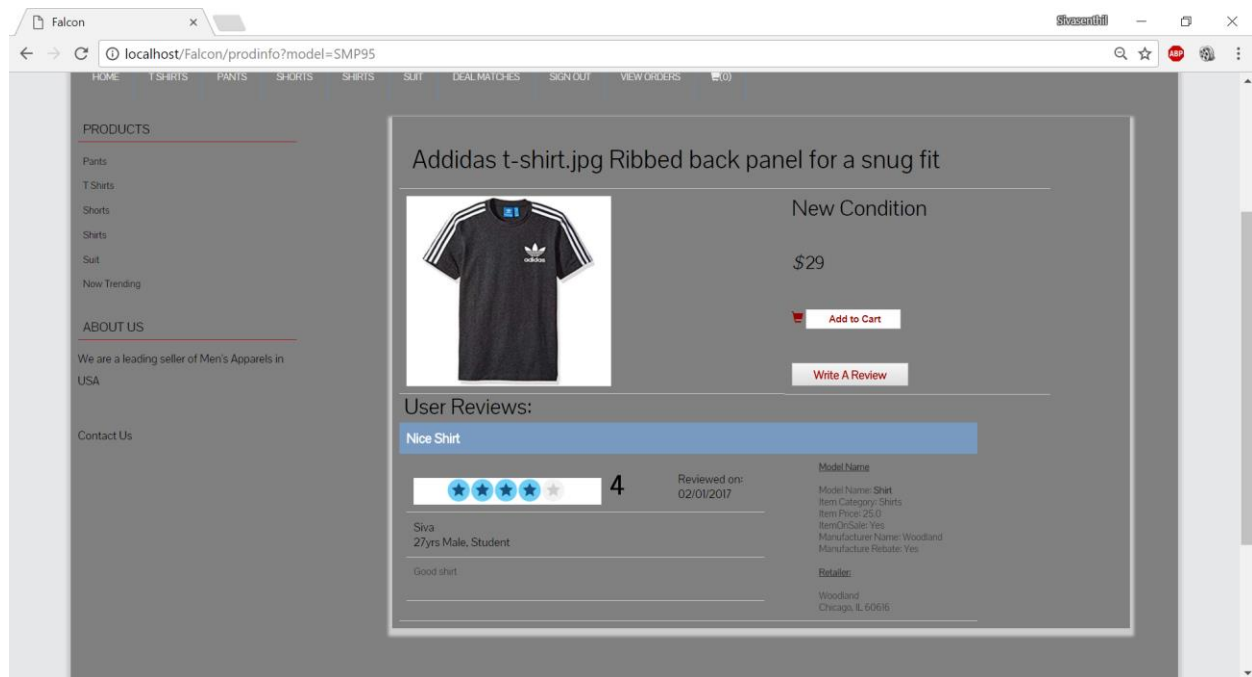 Falcon
Sivasenthil
localhost/Falcon/prodinfo?model=SMP95
ABP
HOME T SHIRTS PANTS SHORTS SHIRTS SUIT DEAL MATCHES SIGN OUT VIEW ORDERS (0)
PRODUCTS
Pants
T Shirts
Shorts
Shirts
Suit
Now Trending
ABOUT US
We are a leading seller of Men's Apparels in
USA
Contact Us
Addidas t-shirt.jpg Ribbed back panel for a snug fit
adidas
New Condition
$29
Add to Cart
Write A Review
User Reviews:
Nice Shirt
4
Reviewed on:
02/01/2017
Siva
27yrs Male, Student
Good shirt
Model Name
Model Name: Shirt
Item Category: Shirts
Item Price: 25.0
ItemOnSale: Yes
Manufacturer Name: Woodland
Manufacture Rebate: Yes
Retailer:
Woodland
Chicago, IL 60616